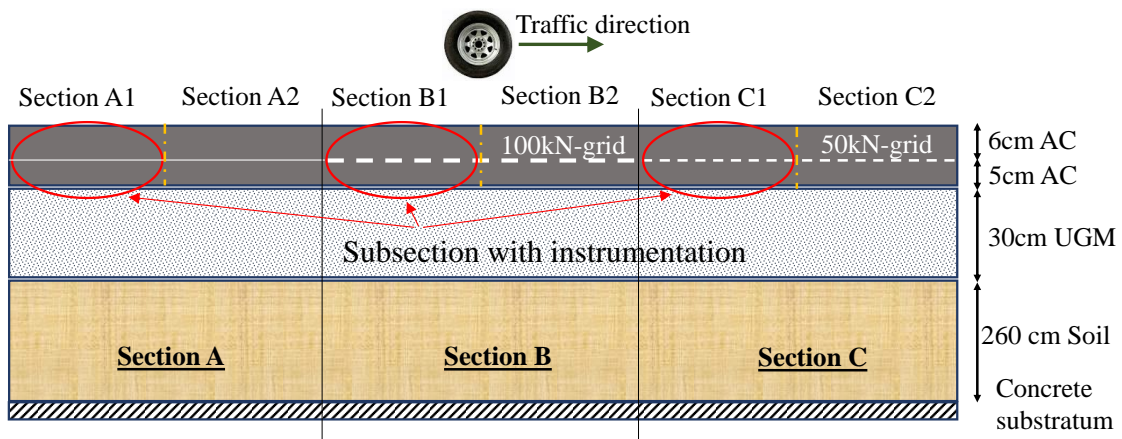 Traffic direction
Section A1
Section A2
Section B1
Section B2
Section C1
Section C2
100kN-grid
50kN-grid
6cm AC
5cm AC
30cm UGM
Subsection with instrumentation
260 cm Soil
Section A
Section B
Section C
Concrete
substratum